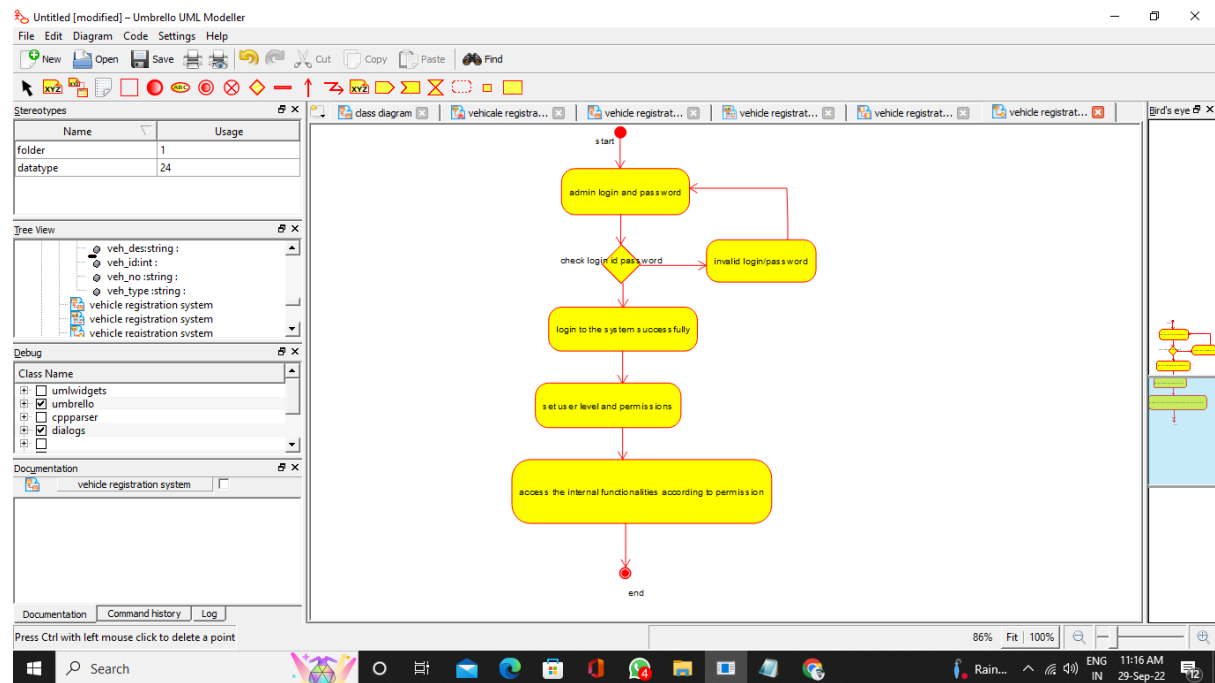 Untitled [modified] – Umbrello UML Modeller
File Edit Diagram Code Settings Help
New Open Save Cut Copy Paste Find
XYZ ABC XYZ
Stereotypes
Name Usage
folder 1
datatype 24
Tree View
veh_des:string :
veh_id:int :
veh_no :string :
veh_type :string :
vehicle registration system
vehicle registration system
vehicle registration system
Debug
Class Name
umlwidgets
umbrello
cppparser
dialogs
Documentation
vehicle registration system
Documentation Command history Log
class diagram vehicale registra... vehicle registrat... vehicle registrat... vehicle registrat... vehicle registrat...
Bird's eye
start
admin login and password
check login id password
invalid login/password
login to the system successfully
set user level and permissions
access the internal functionalities according to permission
end
Press Ctrl with left mouse click to delete a point
86% Fit 100%
Search
4
Rain...
ENG
IN
11:16 AM
29-Sep-22
12